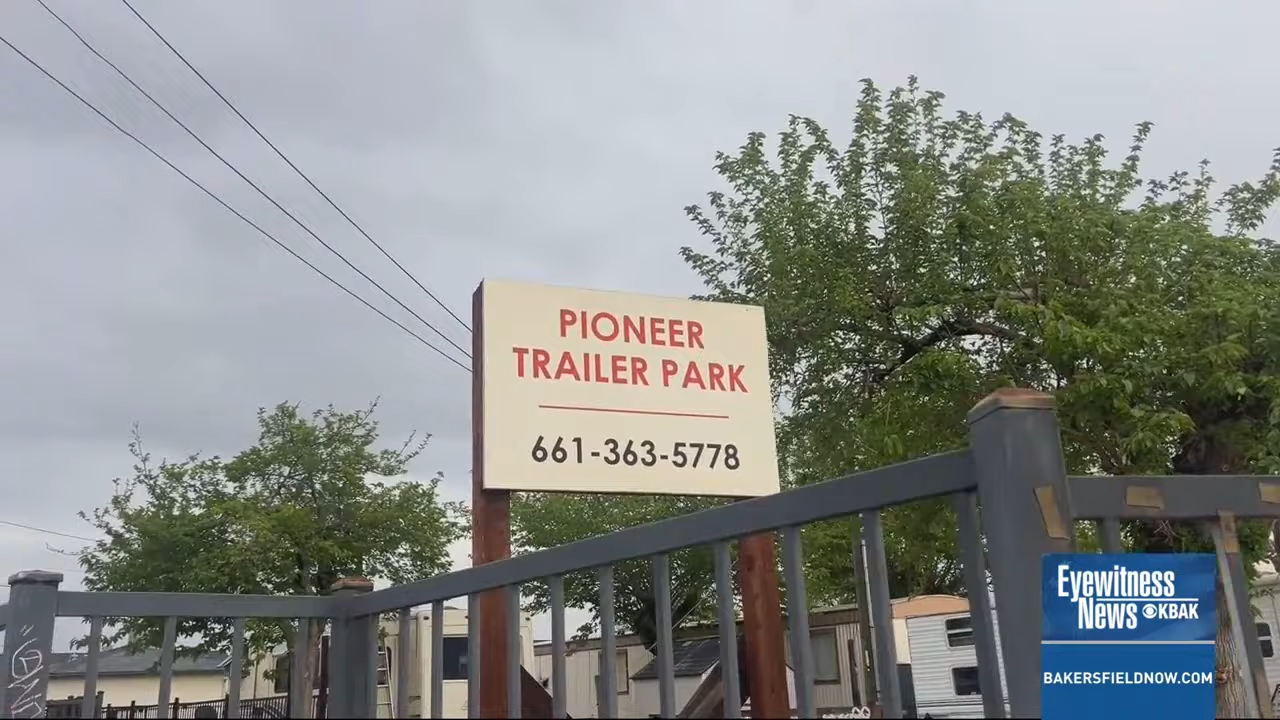 PIONEER
TRAILER PARK
661-363-5778
EYEWITNESS
NEWS KBAK
BAKERSFIELDNOW.COM